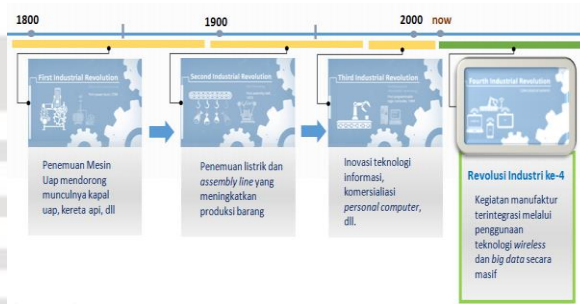 1800
1900
2000
now
First Industrial Revolution
Second Industrial Revolution
Third Industrial Revolution
Fourth Industrial Revolution
Penemuan Mesin
Uap mendorong
munculnya kapal
uap, kereta api, dll
Penemuan listrik dan
assembly line yang
meningkatkan
produksi barang
Inovasi teknologi
informasi,
komersialiasi
personal computer,
dll.
Revolusi Industri ke-4
Kegiatan manufaktur
terintegrasi melalui
penggunaan
teknologi wireless
dan big data secara
masif